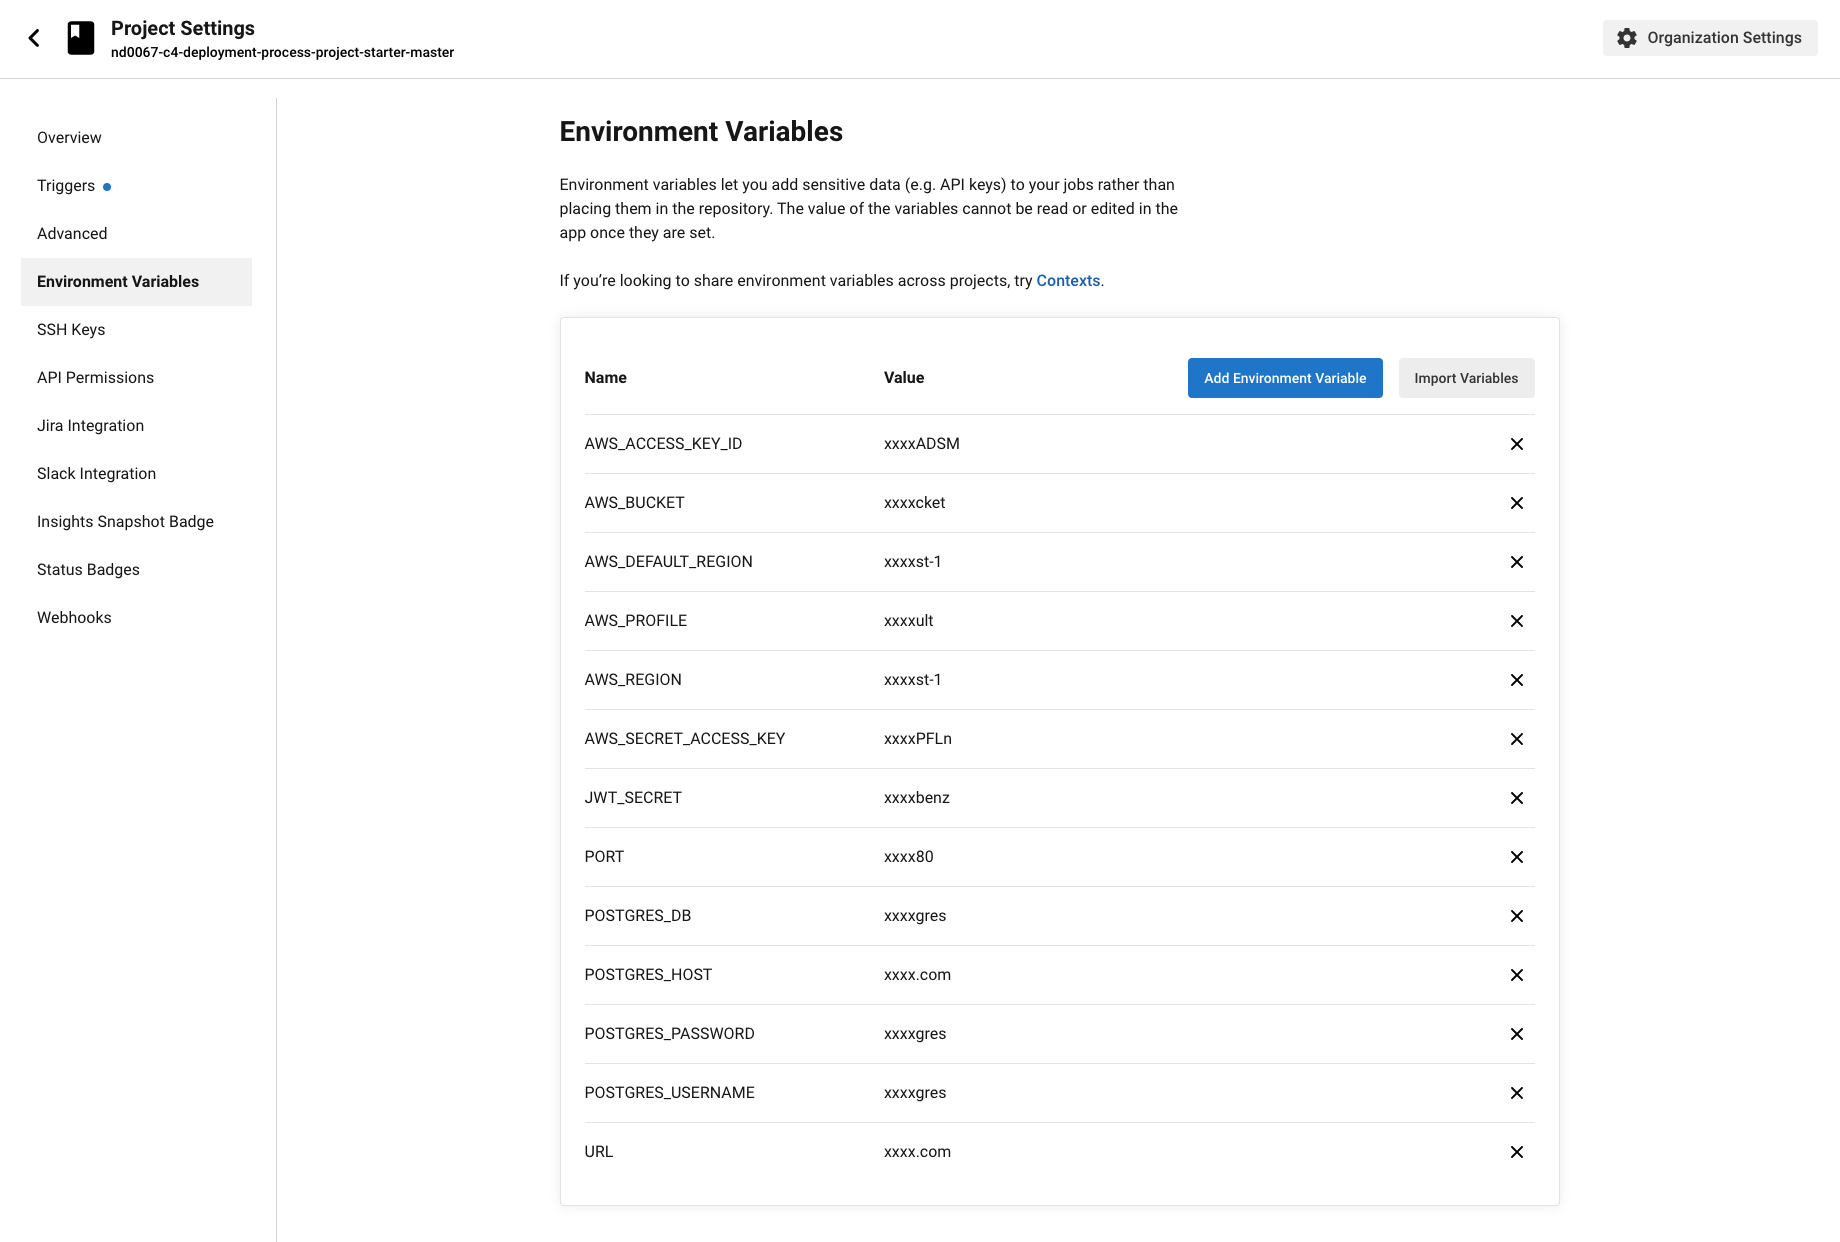 Project Settings
nd0067-c4-deployment-process-project-starter-master
Organization Settings
Overview
Triggers
Advanced
Environment Variables
SSH Keys
API Permissions
Jira Integration
Slack Integration
Insights Snapshot Badge
Status Badges
Webhooks
Environment Variables
Environment variables let you add sensitive data (e.g. API keys) to your jobs rather than
placing them in the repository. The value of the variables cannot be read or edited in the
app once they are set.
If you’re looking to share environment variables across projects, try Contexts.
Name Value Add Environment Variable Import Variables
AWS_ACCESS_KEY_ID xxxxADSM
AWS_BUCKET xxxxcket
AWS_DEFAULT_REGION xxxxst-1
AWS_PROFILE xxxxult
AWS_REGION xxxxst-1
AWS_SECRET_ACCESS_KEY xxxxPFLn
JWT_SECRET xxxxbenz
PORT xxxx80
POSTGRES_DB xxxxgres
POSTGRES_HOST xxxx.com
POSTGRES_PASSWORD xxxxgres
POSTGRES_USERNAME xxxxgres
URL xxxx.com